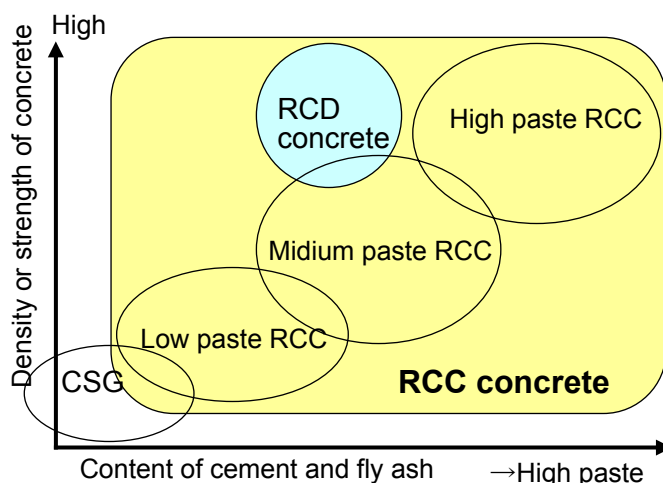 High
Density or strength of concrete
RCD
concrete
High paste RCC
Midium paste RCC
Low paste RCC
CSG
RCC concrete
Content of cement and fly ash
→High paste